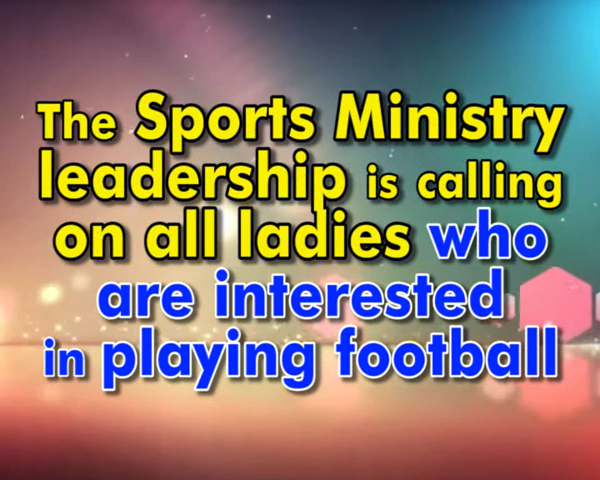 The Sports Ministry
leadership is calling
on all ladies who
are interested
in playing football